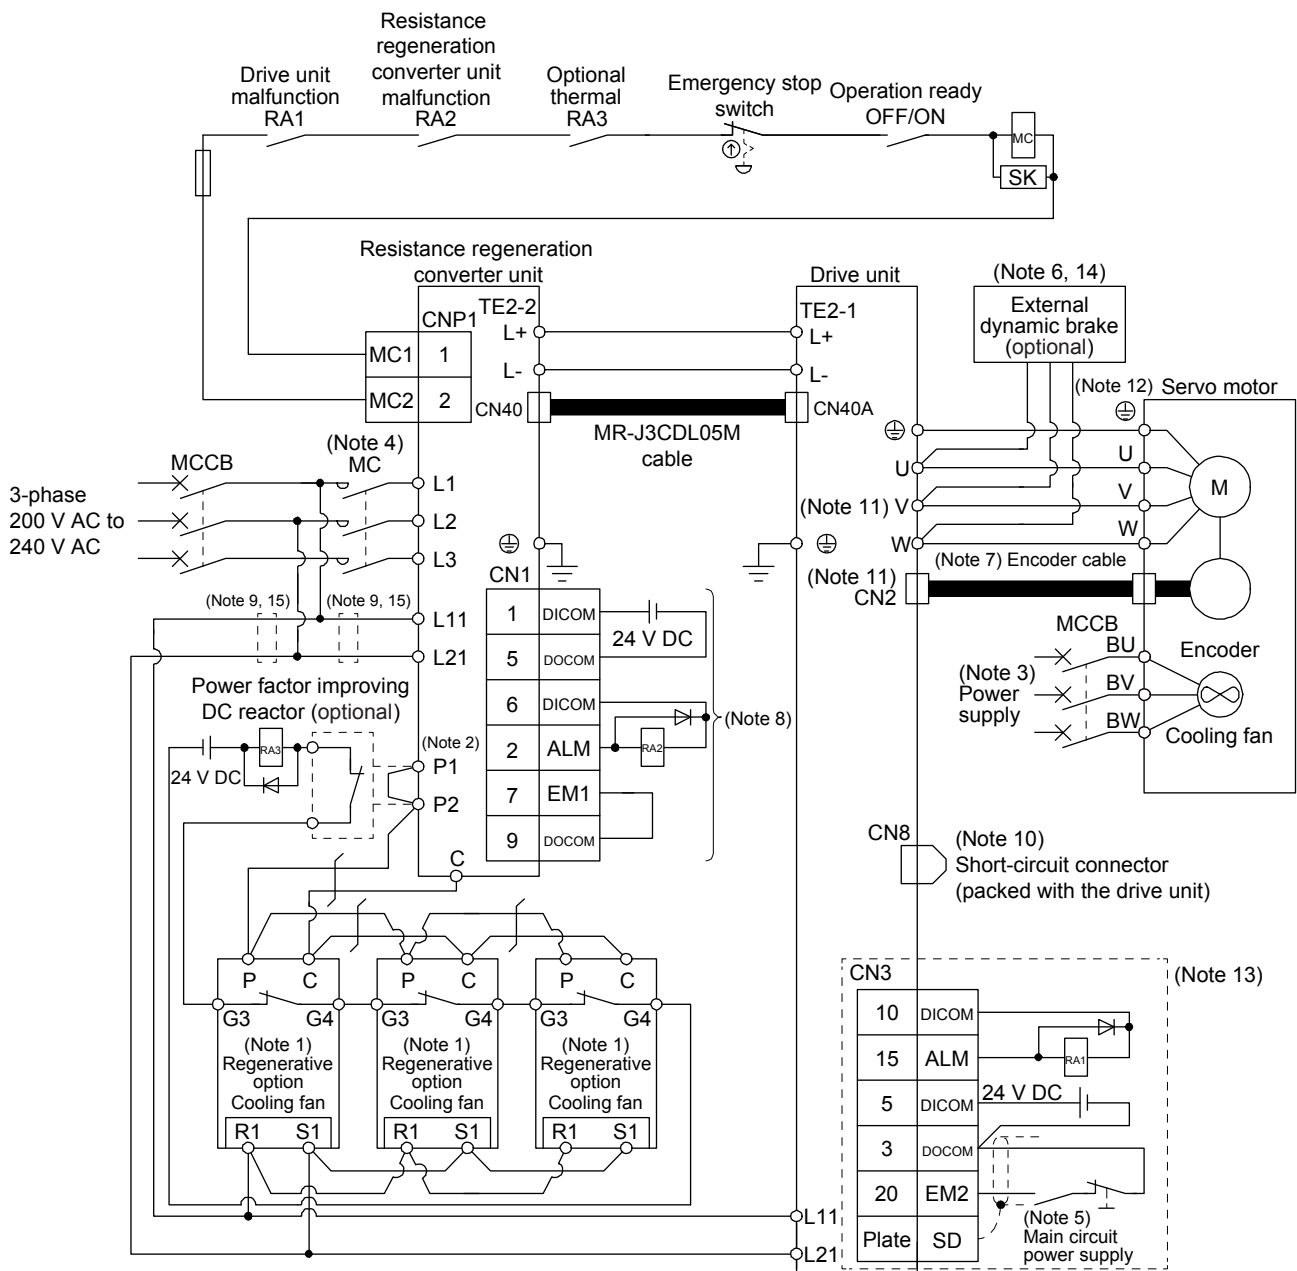 Resistance
regeneration
converter unit
malfunction
RA2
Drive unit
malfunction
RA1
Optional
thermal
RA3
Emergency stop
switch
Operation ready
OFF/ON
MC
SK
Resistance regeneration
converter unit
Drive unit
(Note 6, 14)
External
dynamic brake
(optional)
TE2-2
CNP1
L+
TE2-1
L+
MC1 1
L-
L-
MC2 2
CN40
CN40A
MR-J3CDL05M
cable
(Note 12)
Servo motor
(Note 4)
MC
MCCB
3-phase
200 V AC to
240 V AC
L1
L2
L3
U
(Note 11) V
W
U
V
W
M
(Note 7) Encoder cable
(Note 11)
CN2
(Note 9, 15)
(Note 9, 15)
L11
L21
CN1
1 DICOM
24 V DC
5 DOCOM
6 DICOM
2 ALM
RA2
7 EM1
9 DOCOM
(Note 8)
MCCB
BU
BV
BW
Encoder
(Note 3)
Power
supply
Cooling fan
Power factor improving
DC reactor (optional)
RA3
24 V DC
(Note 2)
P1
P2
C
CN8
(Note 10)
Short-circuit connector
(packed with the drive unit)
P C
G3 G4
(Note 1)
Regenerative
option
Cooling fan
R1 S1
P C
G3 G4
(Note 1)
Regenerative
option
Cooling fan
R1 S1
P C
G3 G4
(Note 1)
Regenerative
option
Cooling fan
R1 S1
CN3
(Note 13)
10 DICOM
15 ALM
RA1
5 DICOM
24 V DC
3 DOCOM
20 EM2
Plate SD
(Note 5)
Main circuit
power supply
L11
L21